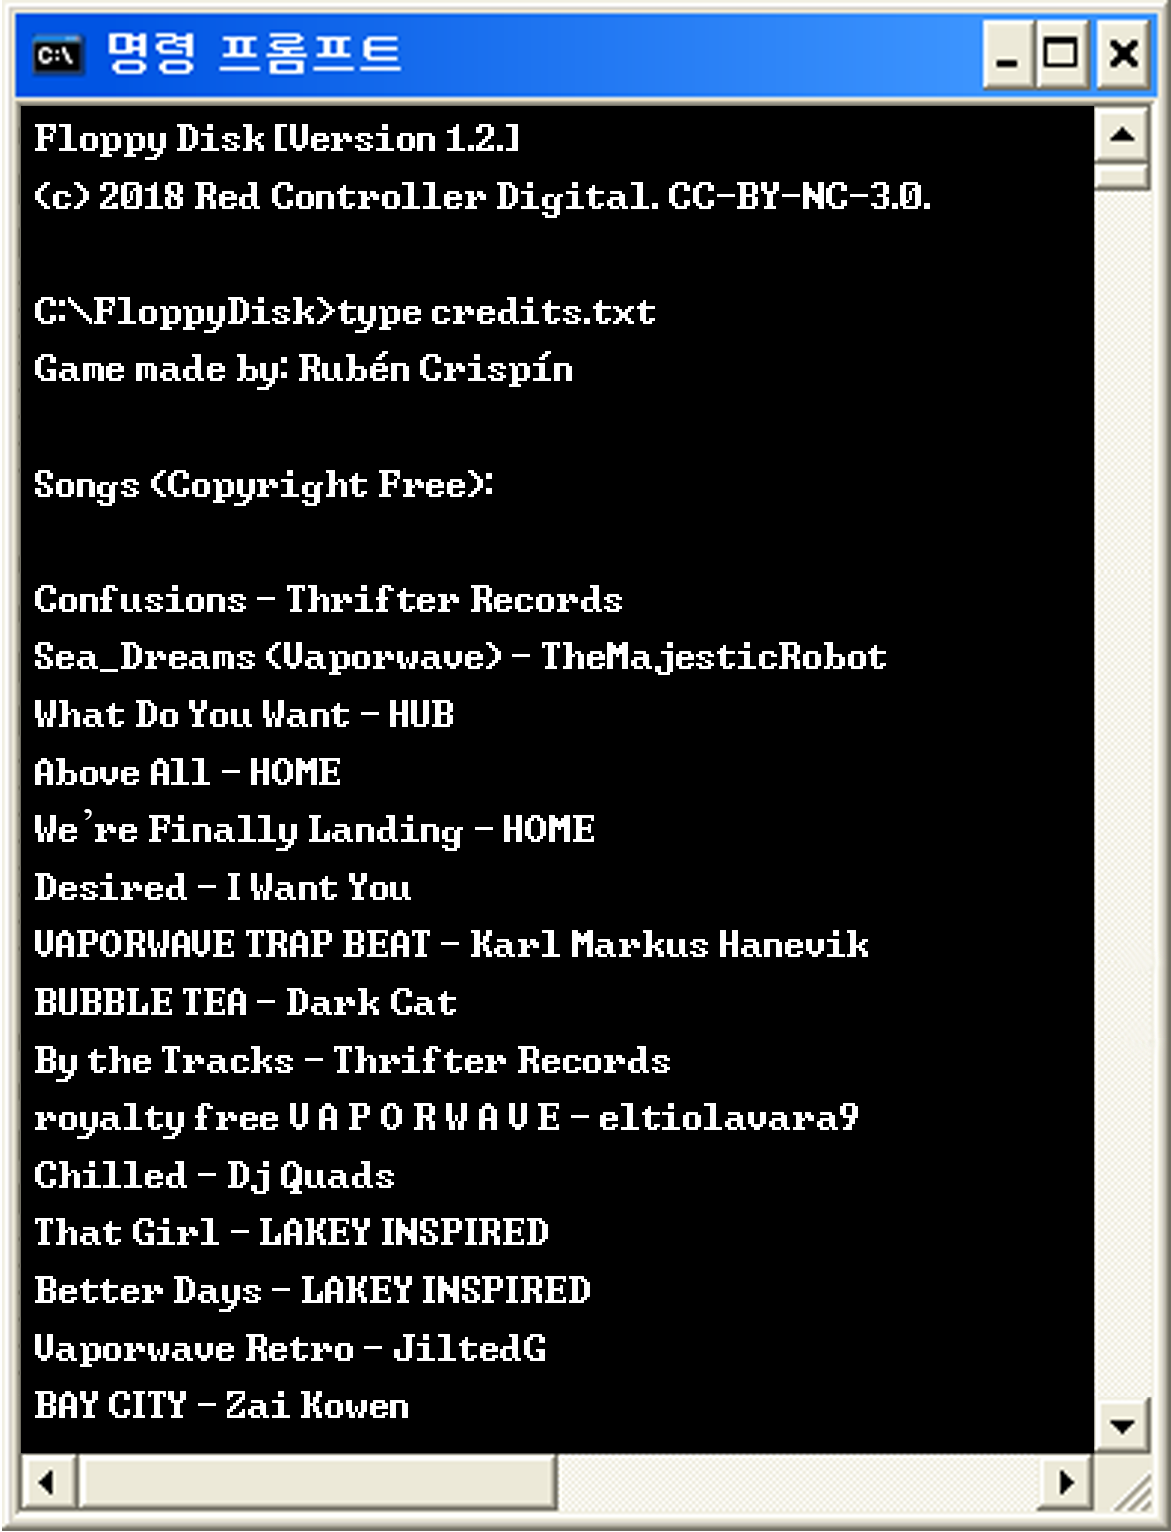 C:\ 명령 프롬프트
Floppy Disk [Version 1.2.]
(c) 2018 Red Controller Digital. CC-BY-NC-3.0.
C:\FloppyDisk>type credits.txt
Game made by: Rubén Crispín
Songs (Copyright Free):
Confusions - Thrifter Records
Sea_Dreams (Vaporwave) - TheMajesticRobot
What Do You Want - HUB
Above All - HOME
We’re Finally Landing - HOME
Desired - I Want You
VAPORWAVE TRAP BEAT - Karl Markus Hanevik
BUBBLE TEA - Dark Cat
By the Tracks - Thrifter Records
royalty free V A P O R W A V E - eltiolavara9
Chilled - Dj Quads
That Girl - LAKEY INSPIRED
Better Days - LAKEY INSPIRED
Vaporwave Retro - JiltedG
BAY CITY - Zai Kowen